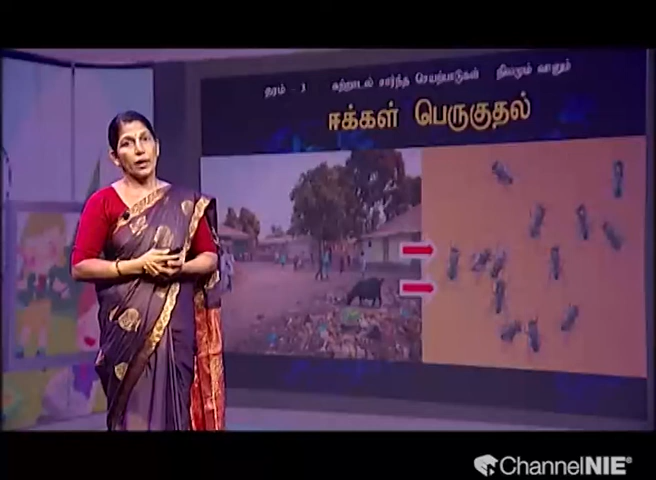 தரம் - 3 சுற்றாடல் சார்ந்த செயற்பாடுகள் நிலமும் வானும்
ஈக்கள் பெருகுதல்
ChannelNIE®